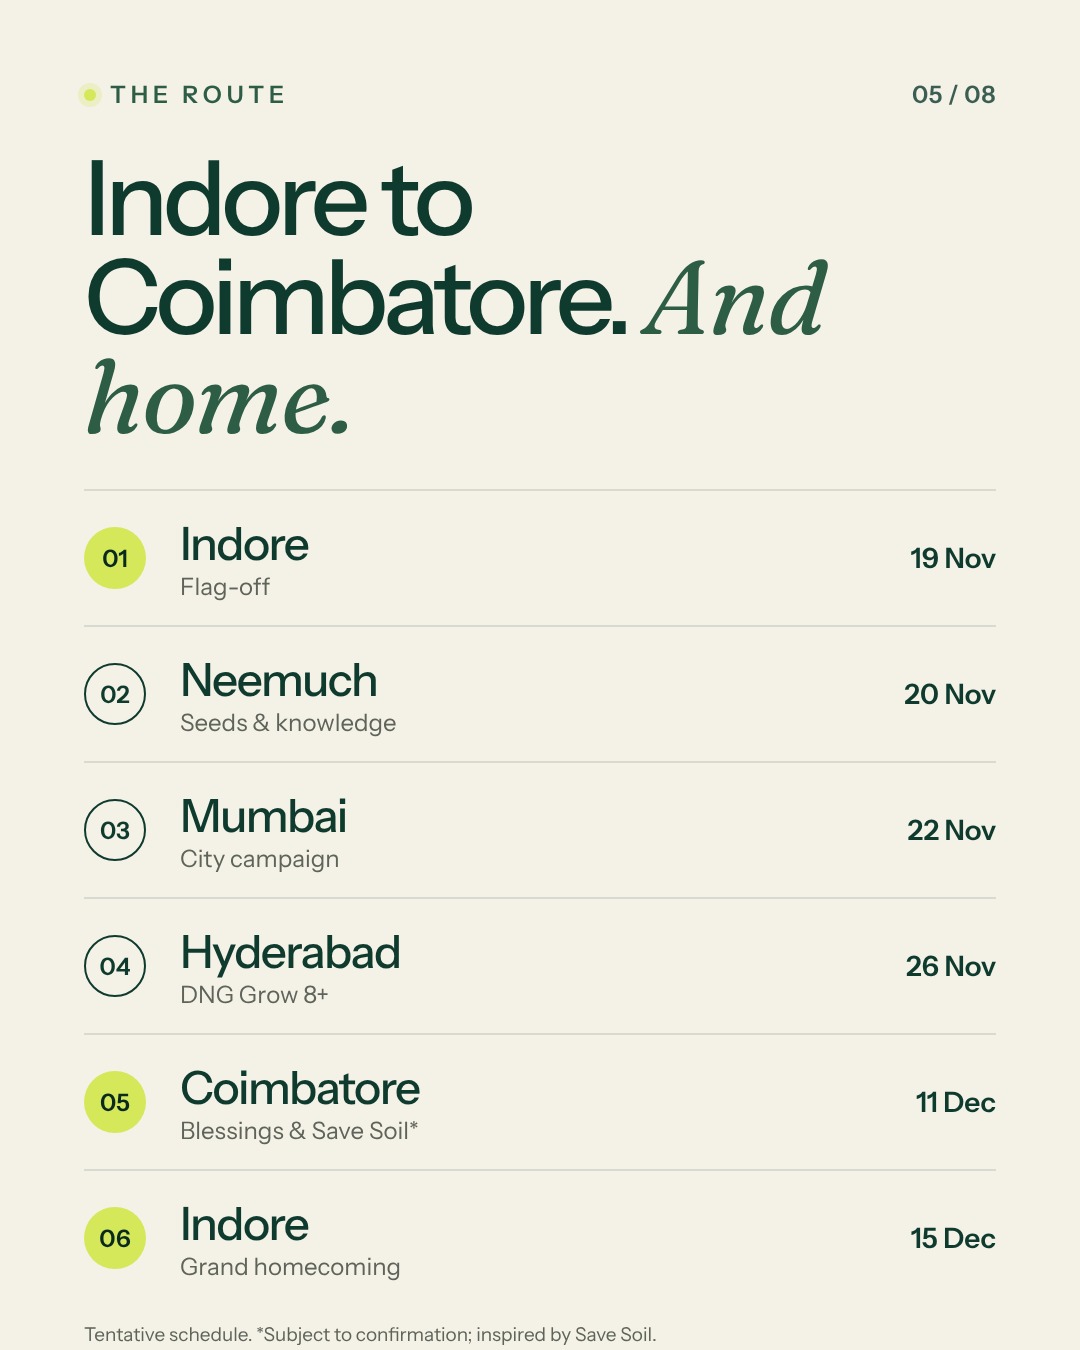 THE ROUTE
05 / 08
Indore to
Coimbatore. And
home.
01
Indore
19 Nov
Flag-off
02
Neemuch
20 Nov
Seeds & knowledge
03
Mumbai
22 Nov
City campaign
04
Hyderabad
26 Nov
DNG Grow 8+
05
Coimbatore
11 Dec
Blessings & Save Soil*
06
Indore
15 Dec
Grand homecoming
Tentative schedule. *Subject to confirmation; inspired by Save Soil.